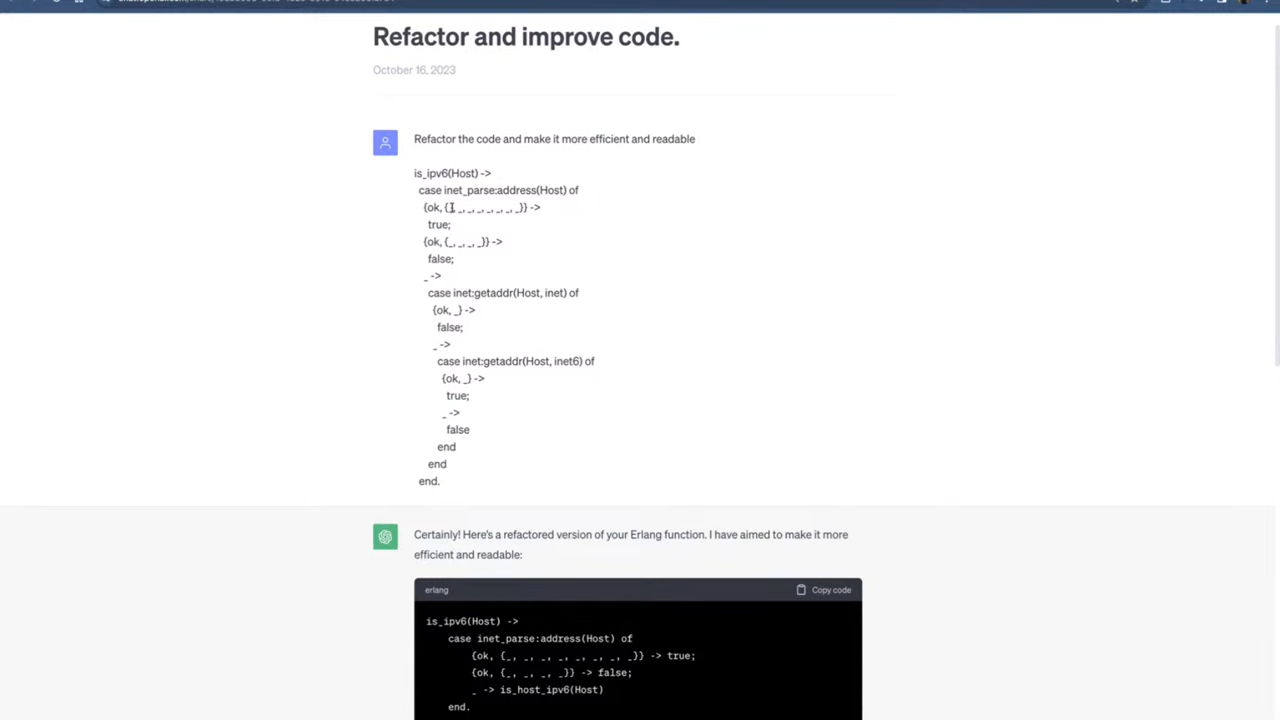 Refactor and improve code.
October 16, 2023
Refactor the code and make it more efficient and readable
is_ipv6(Host) ->
case inet_parse:address(Host) of
{ok, {_, _, _, _, _, _, _, _}} ->
true;
{ok, {_, _, _, _}} ->
false;
_ ->
case inet:getaddr(Host, inet) of
{ok, _} ->
false;
_ ->
case inet:getaddr(Host, inet6) of
{ok, _} ->
true;
_ ->
false
end
end
end.
Certainly! Here's a refactored version of your Erlang function. I have aimed to make it more
efficient and readable:
erlang
Copy code
is_ipv6(Host) ->
case inet_parse:address(Host) of
{ok, {_, _, _, _, _, _, _, _}} -> true;
{ok, {_, _, _, _}} -> false;
_ -> is_host_ipv6(Host)
end.